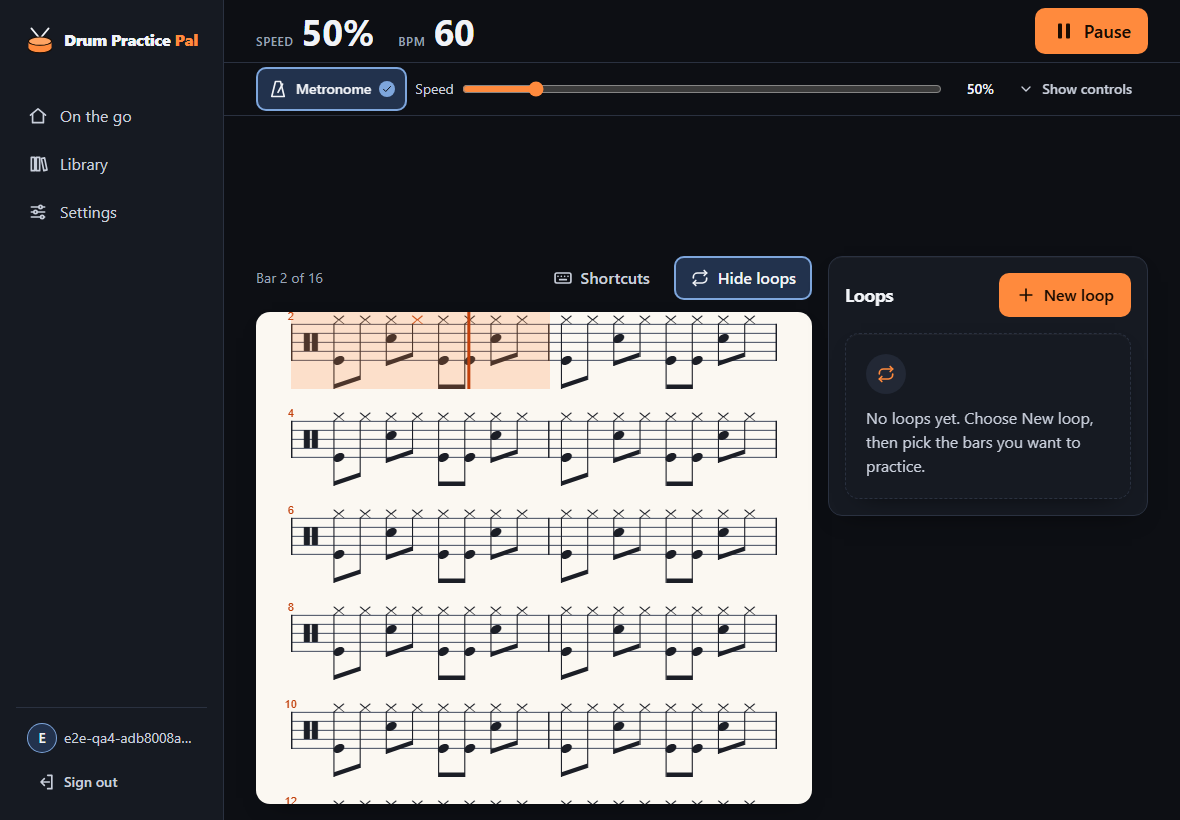 Drum Practice Pal
On the go
Library
Settings
E
e2e-qa4-adb8008a...
Sign out
SPEED 50% BPM 60
Pause
Metronome
Speed
50%
Show controls
Bar 2 of 16
Shortcuts
Hide loops
2
4
6
8
10
12
Loops
New loop
No loops yet. Choose New loop,
then pick the bars you want to
practice.